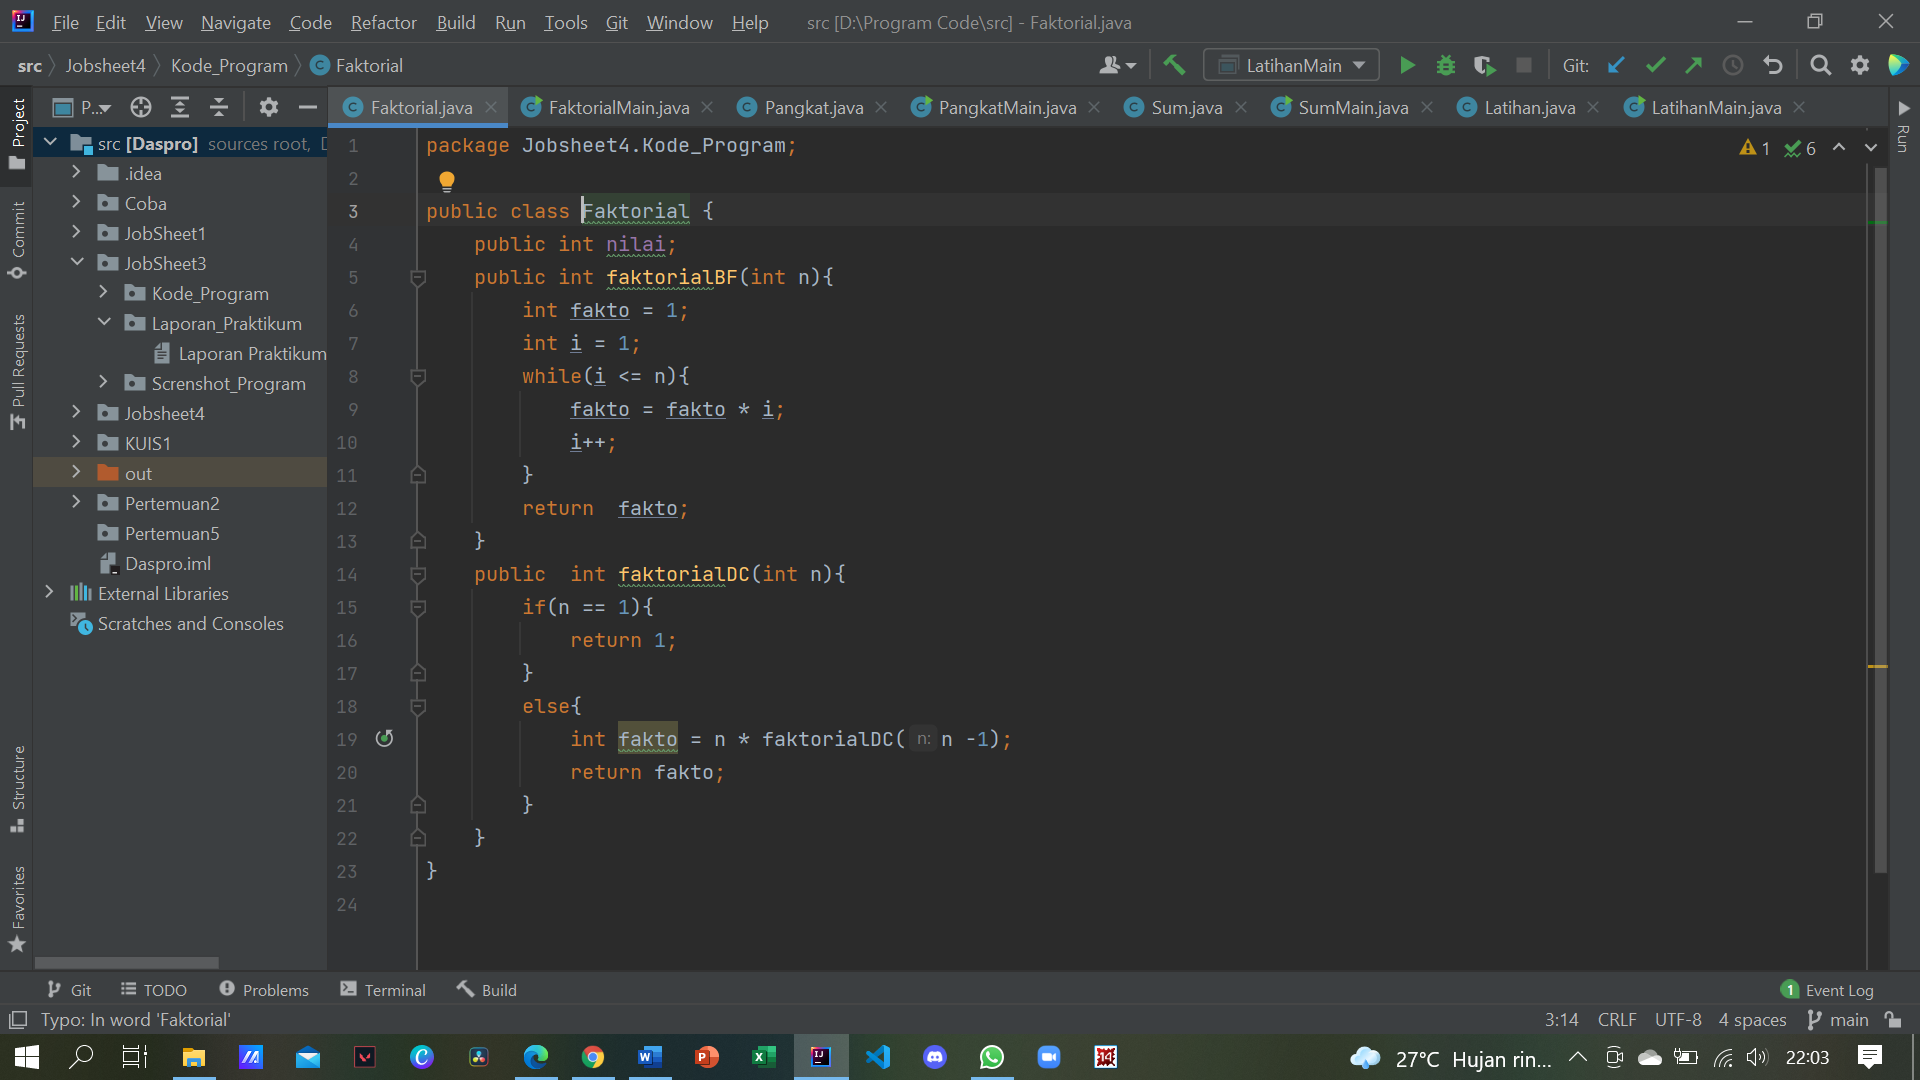 File Edit View Navigate Code Refactor Build Run Tools Git Window Help src [D:\Program Code\src] - Faktorial.java
src Jobsheet4 Kode_Program Faktorial LatihanMain Git:
P... Faktorial.java FaktorialMain.java Pangkat.java PangkatMain.java Sum.java SumMain.java Latihan.java LatihanMain.java
Project
Commit
Pull Requests
Structure
Favorites
Run
src [Daspro] sources root,
.idea
Coba
JobSheet1
JobSheet3
Kode_Program
Laporan_Praktikum
Laporan Praktikum
Screnshot_Program
Jobsheet4
KUIS1
out
Pertemuan2
Pertemuan5
Daspro.iml
External Libraries
Scratches and Consoles
1 6
1 package Jobsheet4.Kode_Program;
2
3 public class Faktorial {
4 public int nilai;
5 public int faktorialBF(int n){
6 int fakto = 1;
7 int i = 1;
8 while(i <= n){
9 fakto = fakto * i;
10 i++;
11 }
12 return  fakto;
13 }
14 public  int faktorialDC(int n){
15 if(n == 1){
16 return 1;
17 }
18 else{
19 int fakto = n * faktorialDC( n: n -1);
20 return fakto;
21 }
22 }
23 }
24
Git TODO Problems Terminal Build 1 Event Log
Typo: In word 'Faktorial' 3:14 CRLF UTF-8 4 spaces main
27°C Hujan rin... 22:03